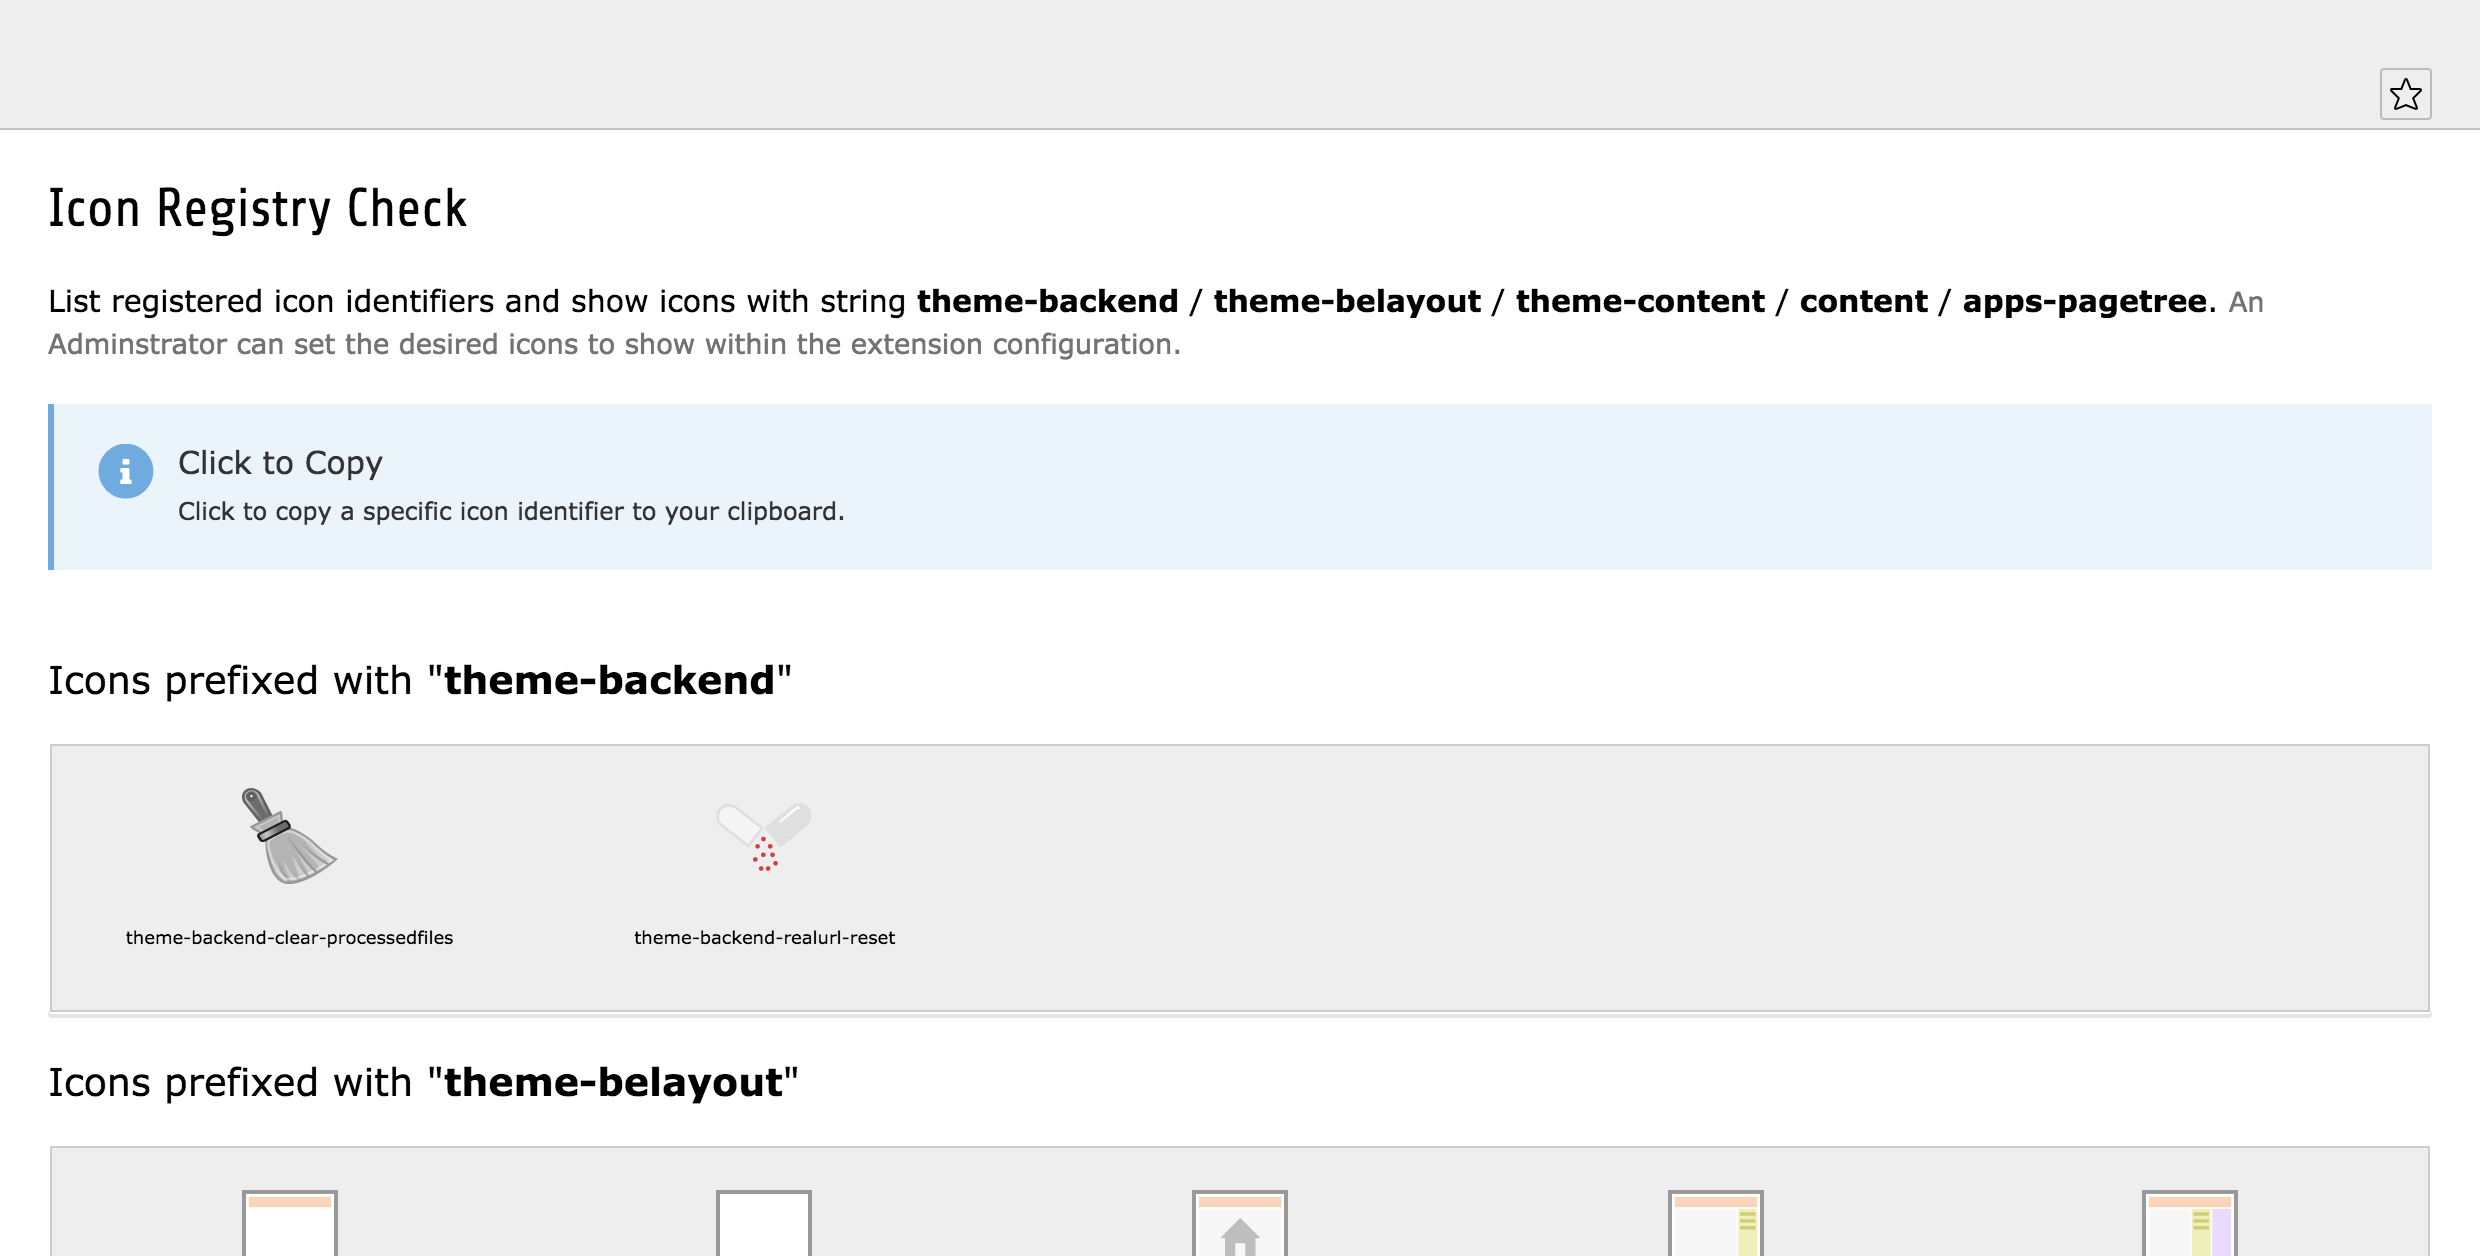 Icon Registry Check
List registered icon identifiers and show icons with string theme-backend / theme-belayout / theme-content / content / apps-pagetree. An
Adminstrator can set the desired icons to show within the extension configuration.
Click to Copy
Click to copy a specific icon identifier to your clipboard.
Icons prefixed with "theme-backend"
theme-backend-clear-processedfiles
theme-backend-realurl-reset
Icons prefixed with "theme-belayout"